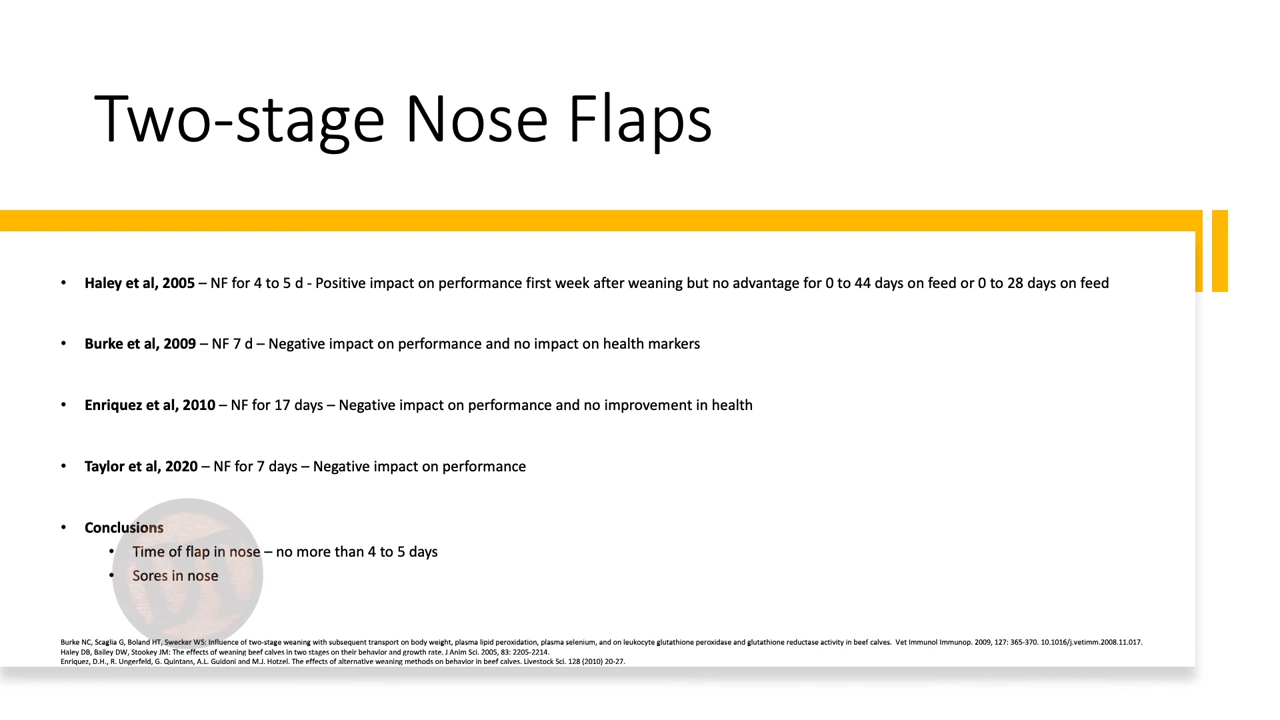 Two-stage Nose Flaps
• Haley et al, 2005 – NF for 4 to 5 d - Positive impact on performance first week after weaning but no advantage for 0 to 44 days on feed or 0 to 28 days on feed
• Burke et al, 2009 – NF 7 d – Negative impact on performance and no impact on health markers
• Enriquez et al, 2010 – NF for 17 days – Negative impact on performance and no improvement in health
• Taylor et al, 2020 – NF for 7 days – Negative impact on performance
• Conclusions
• Time of flap in nose – no more than 4 to 5 days
• Sores in nose
Burke NC, Scaglia G, Boland HT, Swecker WS: Influence of two-stage weaning with subsequent transport on body weight, plasma lipid peroxidation, plasma selenium, and on leukocyte glutathione peroxidase and glutathione reductase activity in beef calves. Vet Immunol Immunop. 2009, 127: 365-370. 10.1016/j.vetimm.2008.11.017.
Haley DB, Bailey DW, Stookey JM: The effects of weaning beef calves in two stages on their behavior and growth rate. J Anim Sci. 2005, 83: 2205-2214.
Enriquez, D.H., R. Ungerfeld, G. Quintans, A.L. Guidoni and M.J. Hotzel. The effects of alternative weaning methods on behavior in beef calves. Livestock Sci. 128 (2010) 20-27.